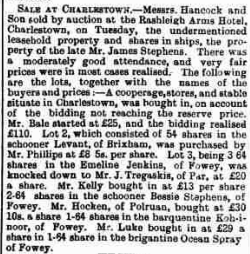 SALE AT CHARLESTOWN.—Messrs. Hancock and
Son sold by auction at the Rashleigh Arms Hotel,
Charlestown, on Tuesday, the undermentioned
leasehold property and shares in ships, the pro-
perty of the late Mr. James Stephens. There was
a moderately good attendance, and very fair
prices were in most cases realised. The following
are the lots, together with the names of the
buyers and prices:—A cooperage, stores, and stable
situate in Charlestown, was bought in, on account
of the bidding not reaching the reserve price.
Mr. Bale started at £25, and the bidding realised
£110. Lot 2, which consisted of 54 shares in the
schooner Levant, of Brixham, was purchased by
Mr. Phillips at £8 5s. per share. Lot 3, being 3 64
shares in the Emeline Jenkins, of Fowey, was
knocked down to Mr. J. Tregaskis, of Par, at £20
a share. Mr. Kelly bought in at £13 per share
2-64 shares in the schooner Bessie Stephens, of
Fowey. Mr. Hocken, of Polruan, bought at £30
10s. a share 1-64 shares in the barquentine Koh-i-
noor, of Fowey. Mr. Luke bought in at £29 a
share in 1-64 share in the brigantine Ocean Spray
of Fowey.